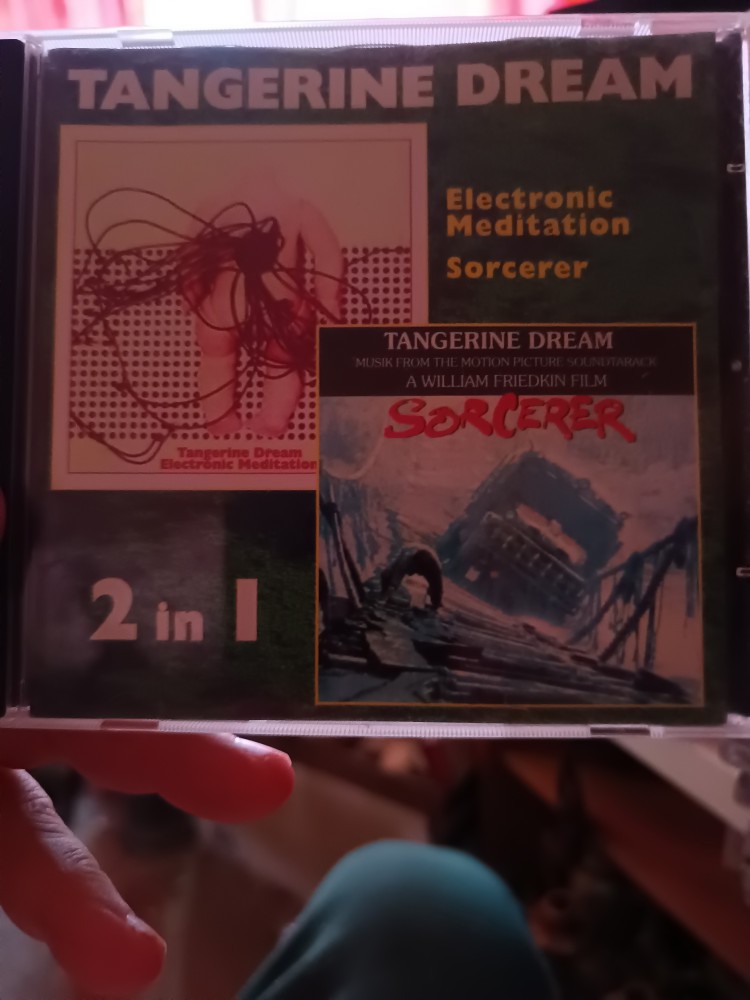 TANGERINE DREAM
Electronic
Meditation
Sorcerer
Tangerine Dream
Electronic Meditation
TANGERINE DREAM
MUSIK FROM THE MOTION PICTURE SOUNDTARACK
A WILLIAM FRIEDKIN FILM
SORCERER
2 in 1